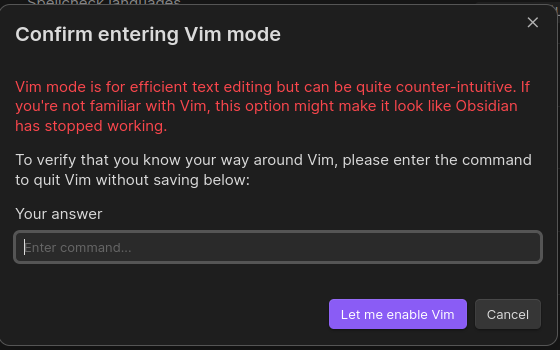 Spellcheck languages
Confirm entering Vim mode
Vim mode is for efficient text editing but can be quite counter-intuitive. If
you're not familiar with Vim, this option might make it look like Obsidian
has stopped working.
To verify that you know your way around Vim, please enter the command
to quit Vim without saving below:
Your answer
Enter command...
Let me enable Vim
Cancel